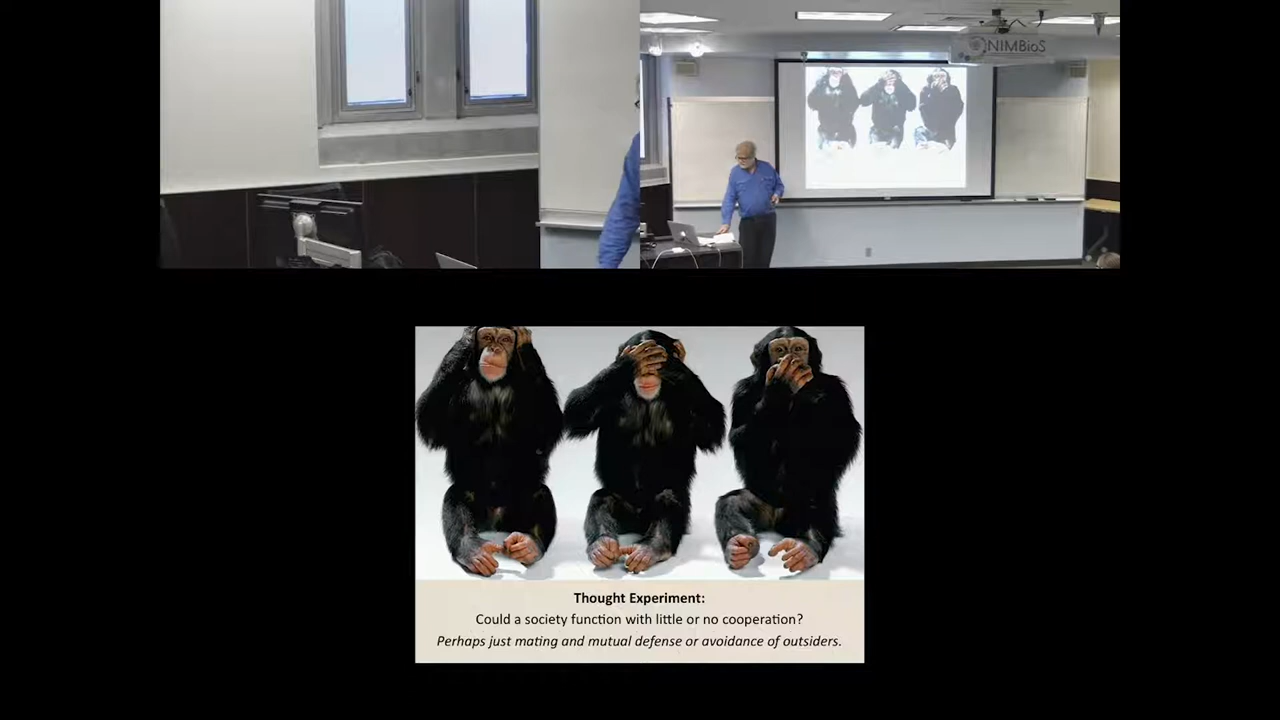 NIMBioS
Thought Experiment:
Could a society function with little or no cooperation?
Perhaps just mating and mutual defense or avoidance of outsiders.